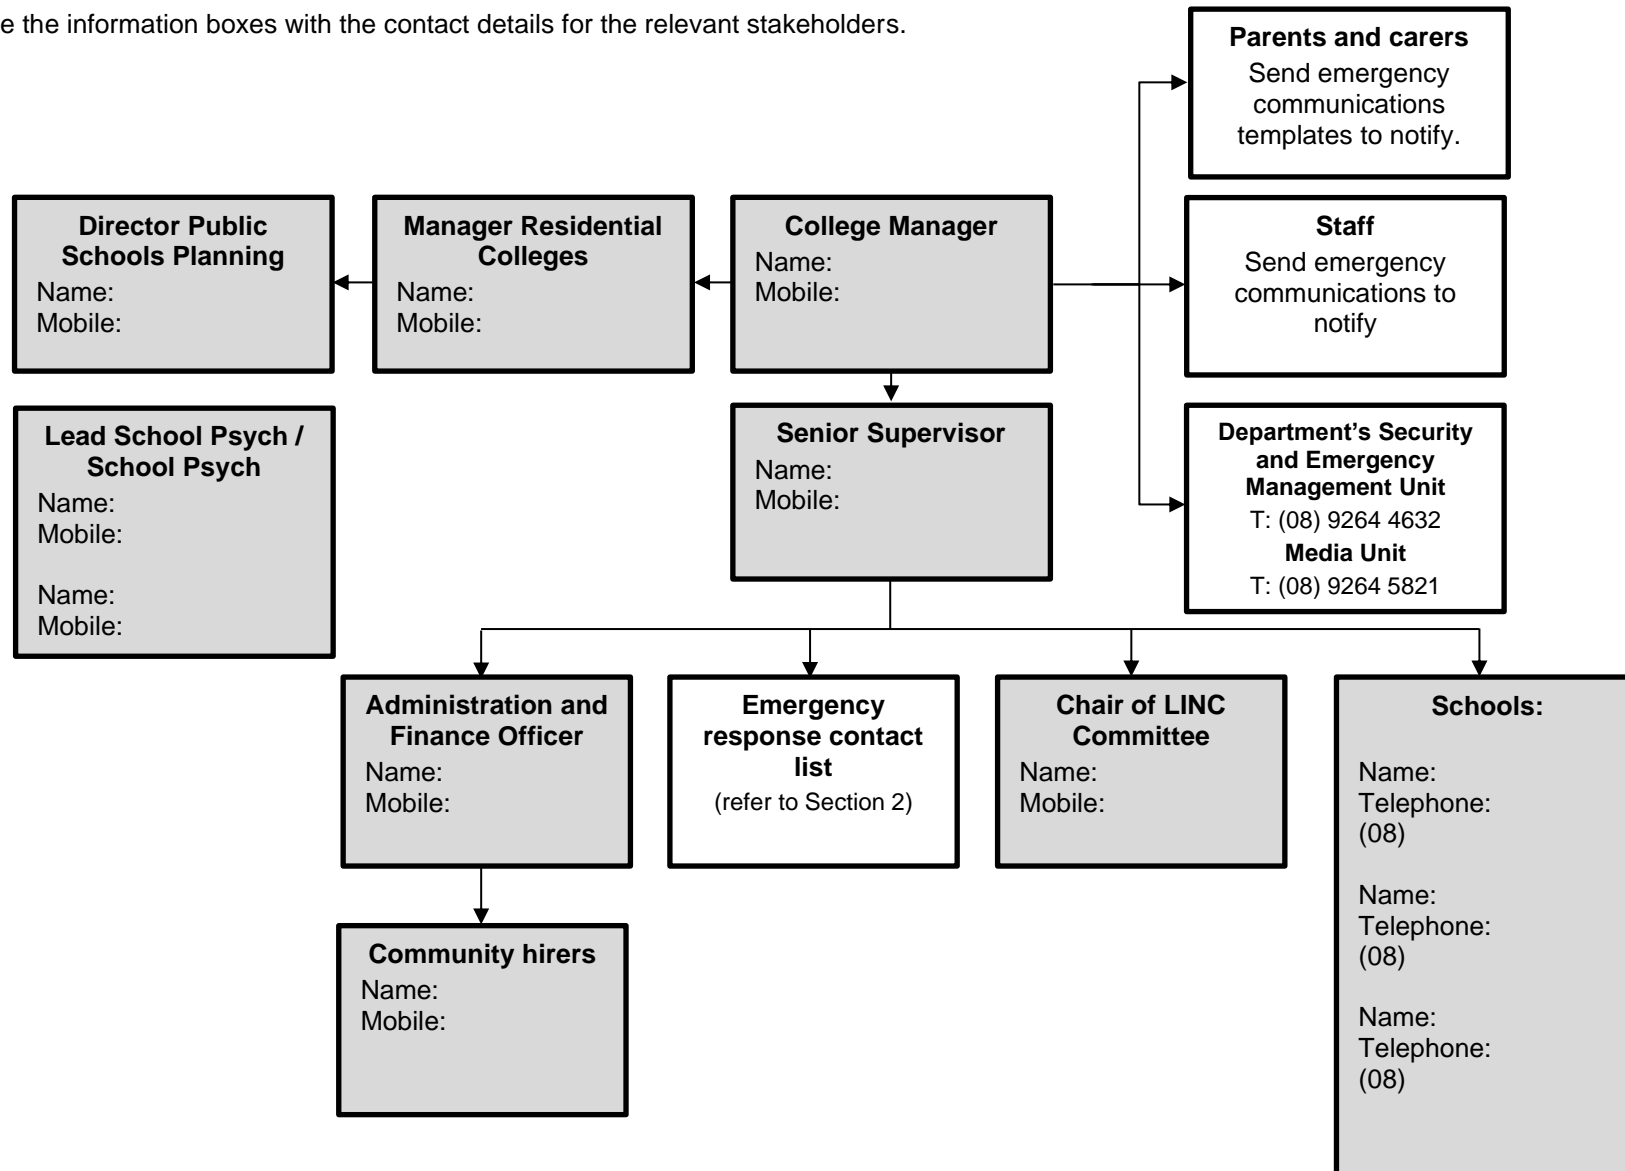 e the information boxes with the contact details for the relevant stakeholders.
Parents and carers
Send emergency
communications
templates to notify.
Director Public
Schools Planning
Name:
Mobile:
Manager Residential
Colleges
Name:
Mobile:
College Manager
Name:
Mobile:
Staff
Send emergency
communications to
notify
Lead School Psych /
School Psych
Name:
Mobile:
Name:
Mobile:
Senior Supervisor
Name:
Mobile:
Department’s Security
and Emergency
Management Unit
T: (08) 9264 4632
Media Unit
T: (08) 9264 5821
Administration and
Finance Officer
Name:
Mobile:
Emergency
response contact
list
(refer to Section 2)
Chair of LINC
Committee
Name:
Mobile:
Schools:
Name:
Telephone:
(08)
Name:
Telephone:
(08)
Name:
Telephone:
(08)
Community hirers
Name:
Mobile: